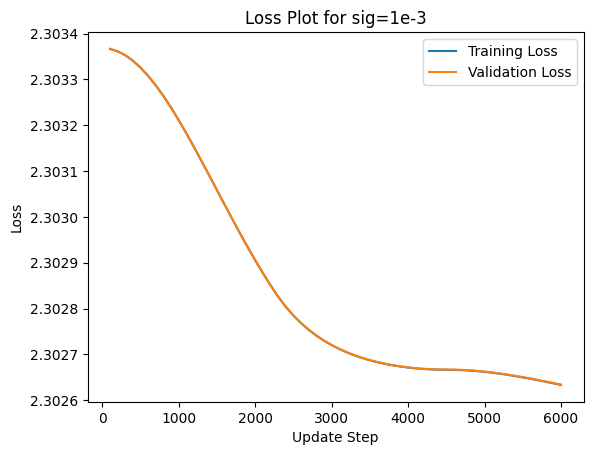 Loss Plot for sig=1e-3
Training Loss
Validation Loss
2.3034
2.3033
2.3032
2.3031
2.3030
2.3029
2.3028
2.3027
2.3026
Loss
0 1000 2000 3000 4000 5000 6000
Update Step